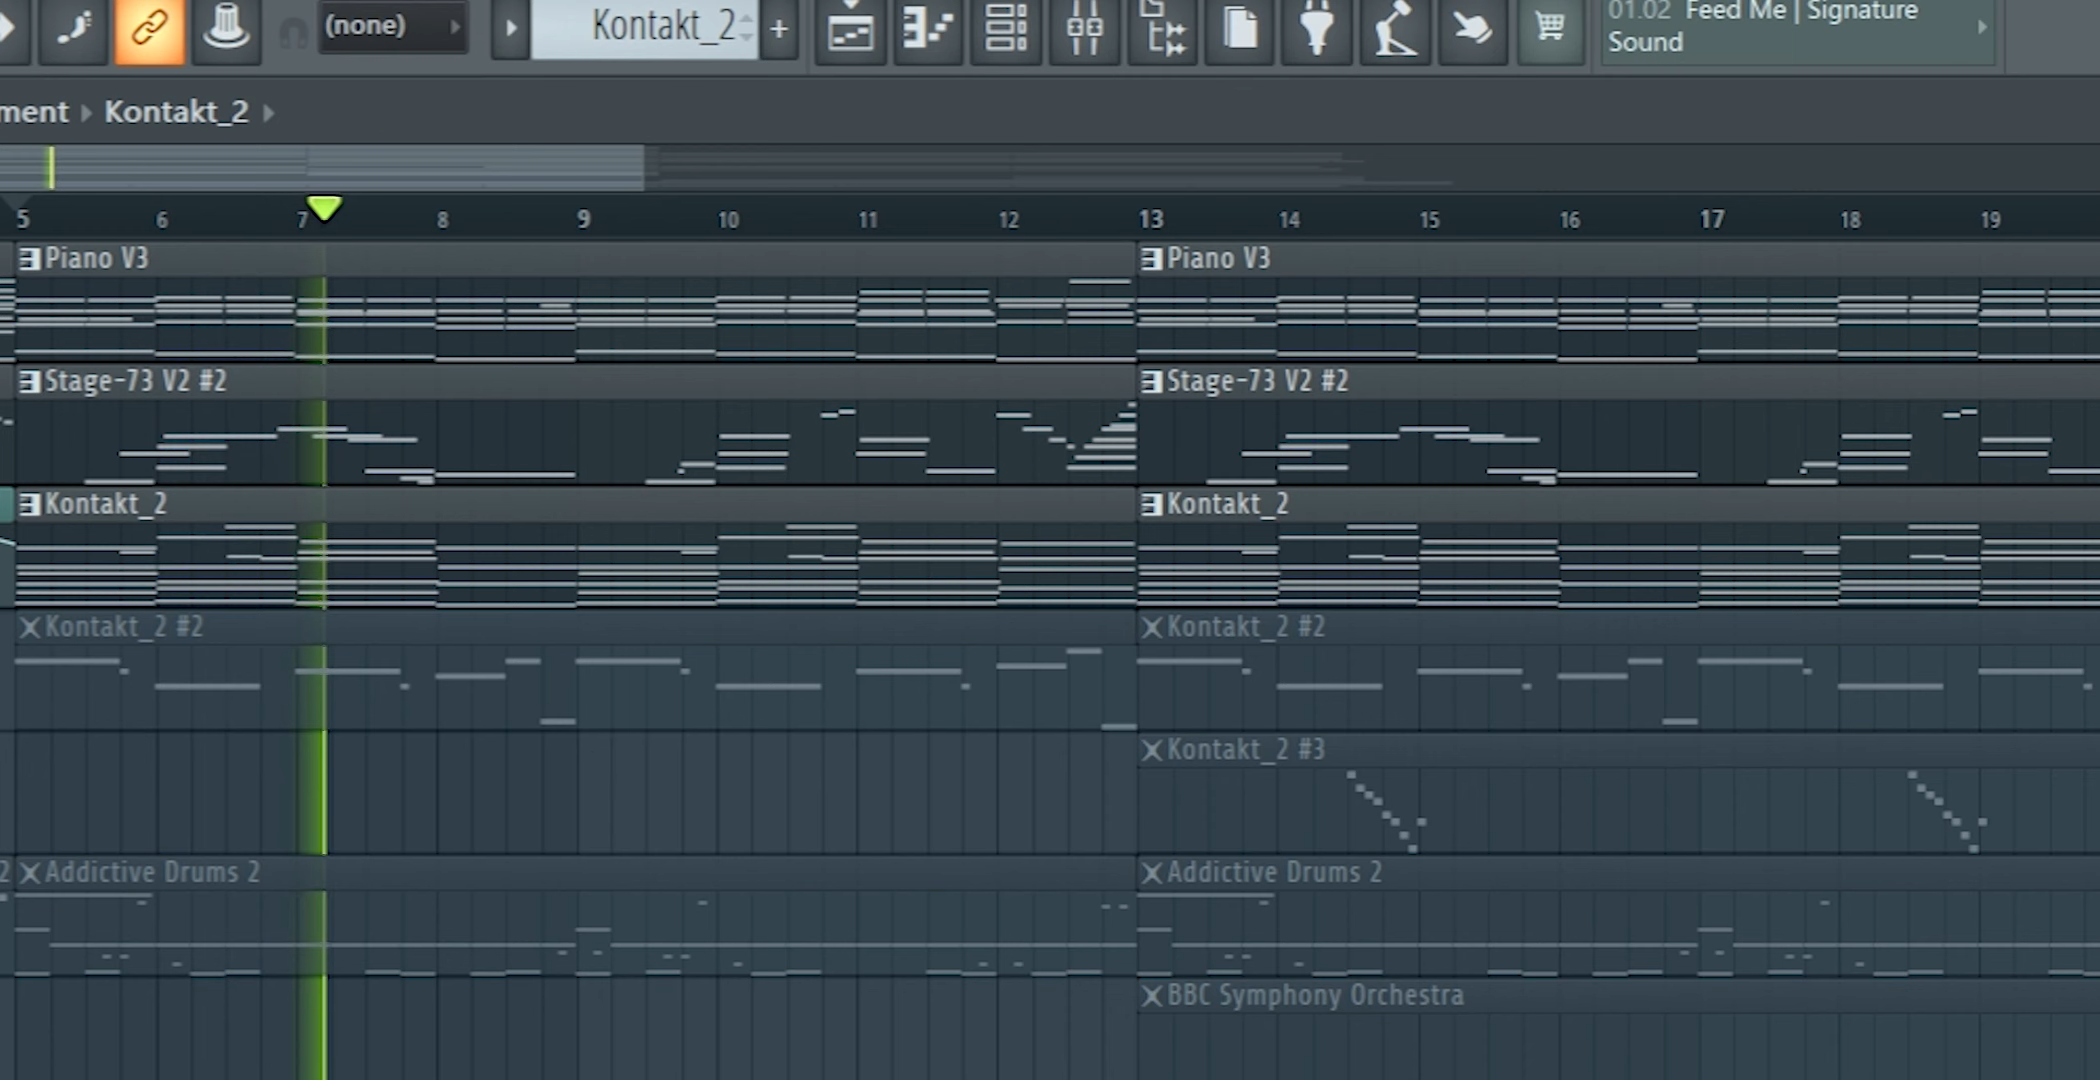 (none)
Kontakt_2
+
01.02 Feed Me | Signature
Sound
ment Kontakt_2
5 6 7 8 9 10 11 12 13 14 15 16 17 18 19
Piano V3 Piano V3
Stage-73 V2 #2 Stage-73 V2 #2
Kontakt_2 Kontakt_2
Kontakt_2 #2 Kontakt_2 #2
Kontakt_2 #3
2 Addictive Drums 2 Addictive Drums 2
BBC Symphony Orchestra